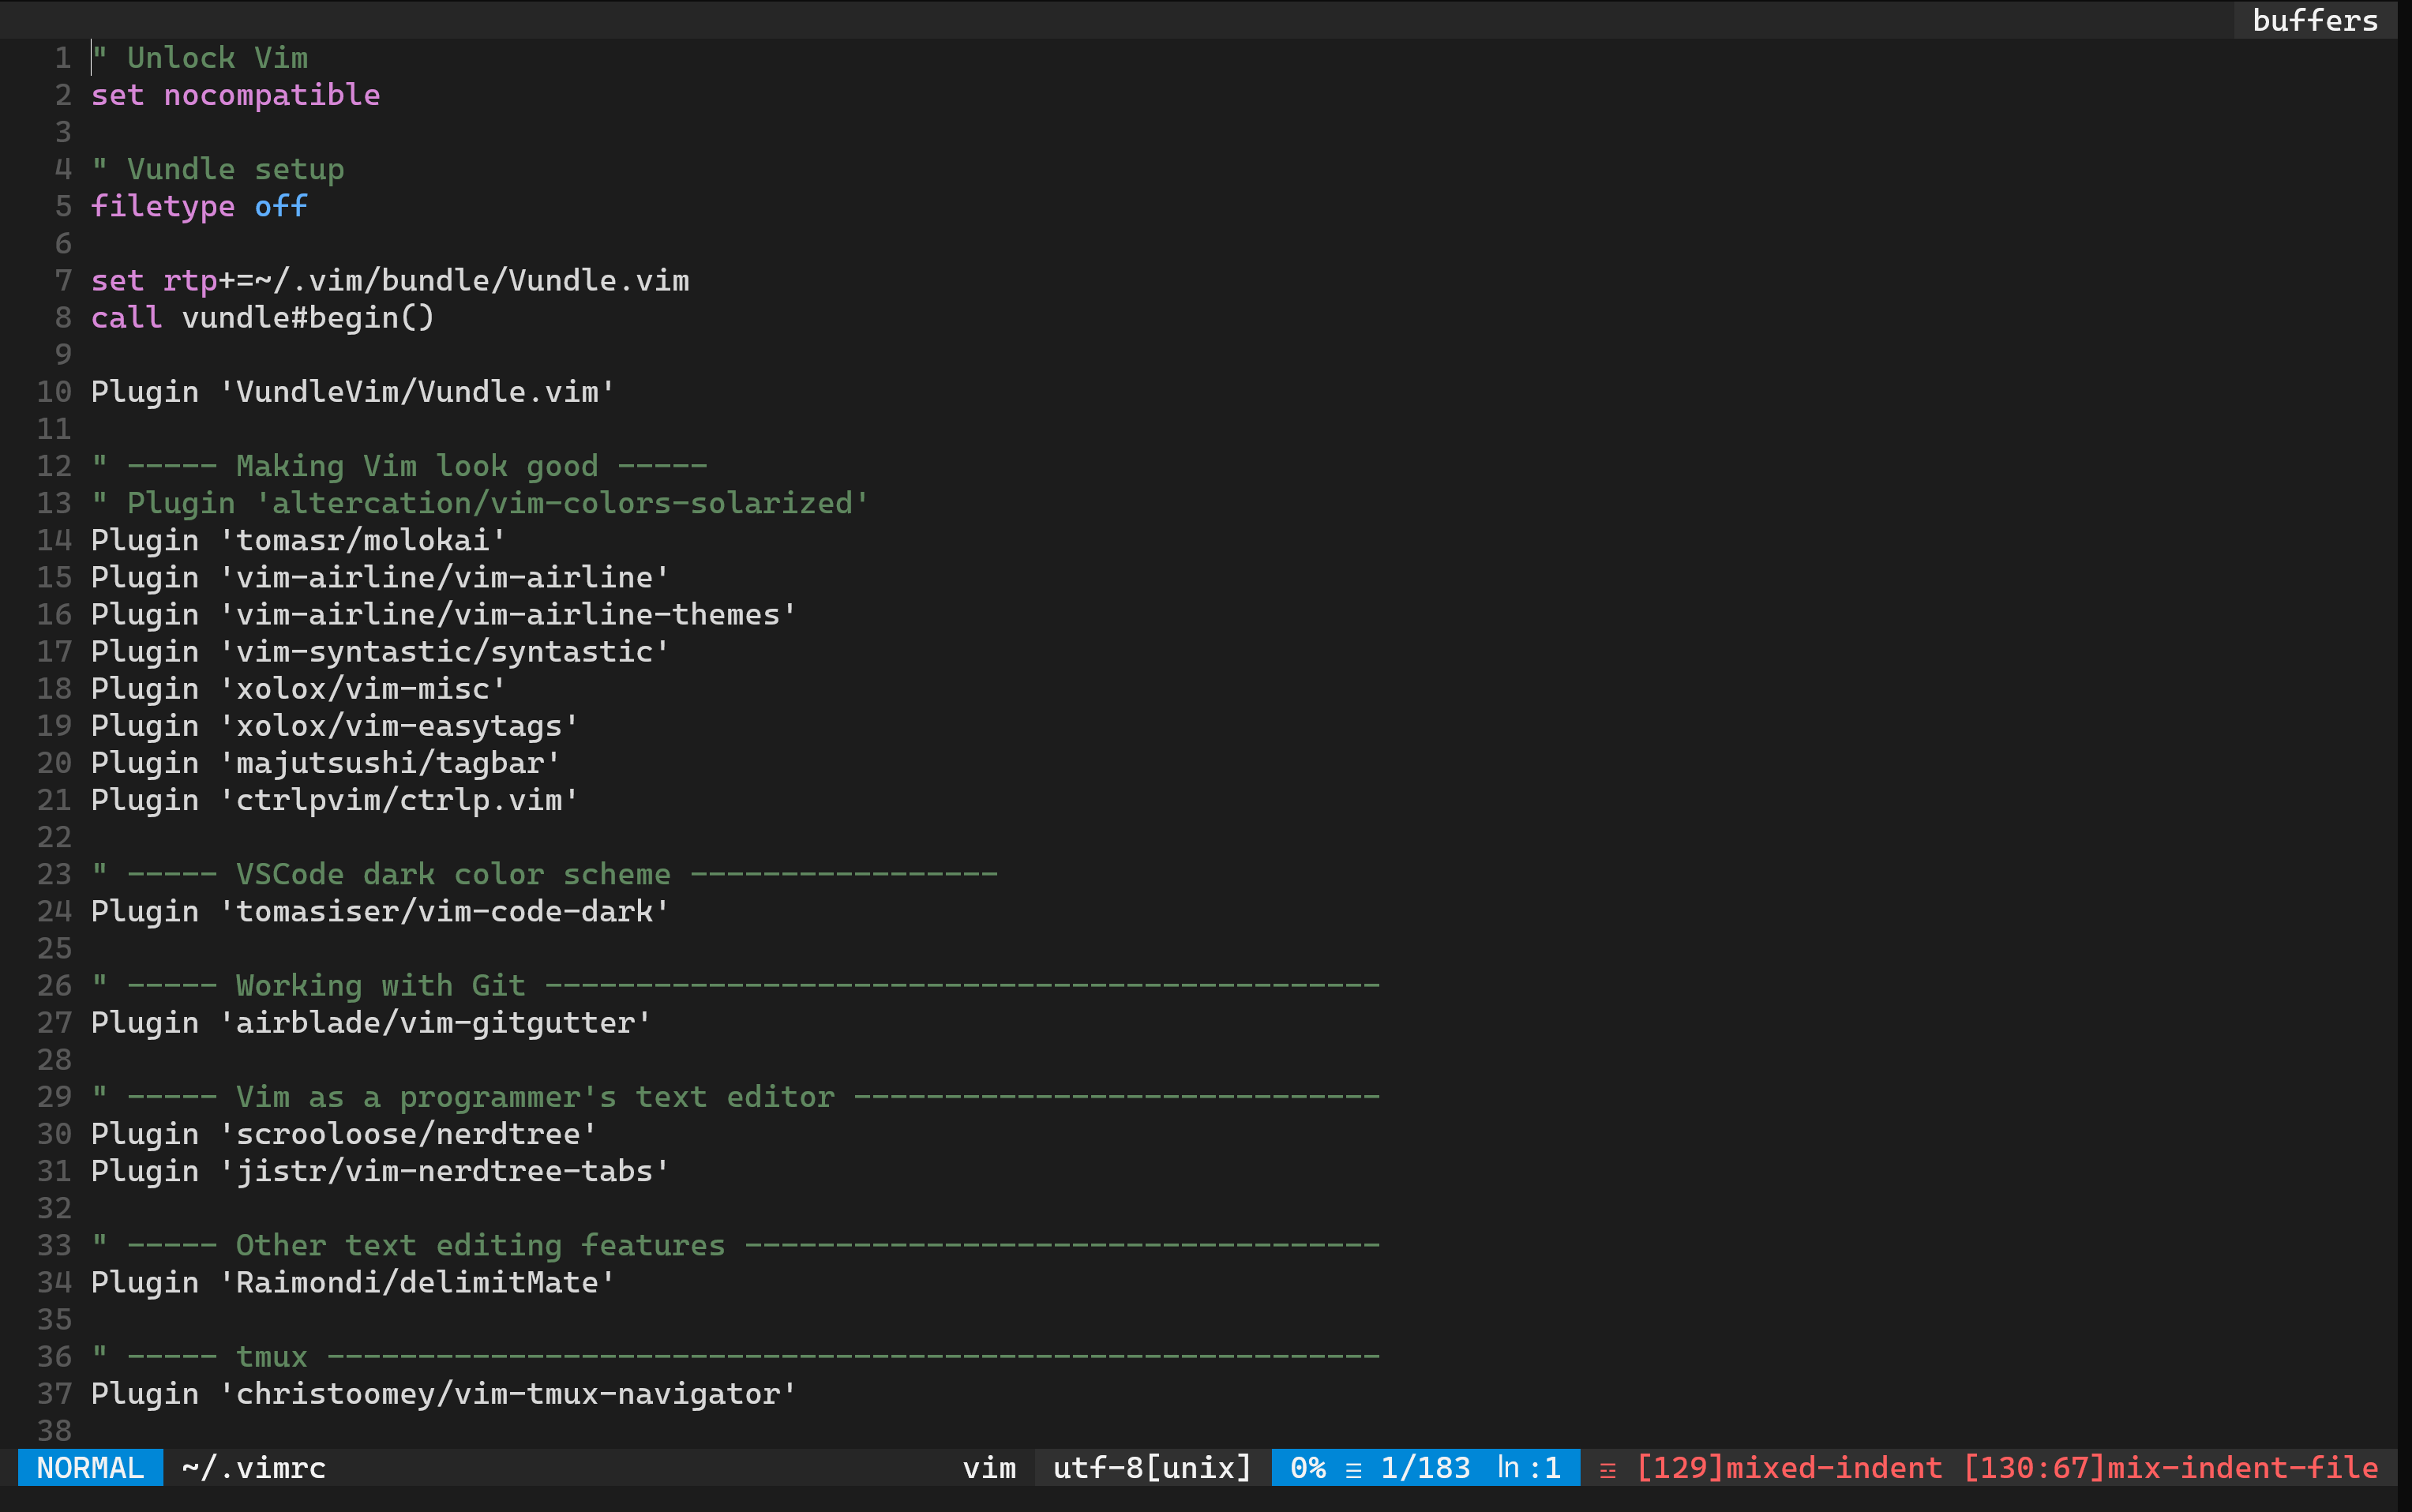 buffers
1 " Unlock Vim
2 set nocompatible
3
4 " Vundle setup
5 filetype off
6
7 set rtp+=~/.vim/bundle/Vundle.vim
8 call vundle#begin()
9
10 Plugin 'VundleVim/Vundle.vim'
11
12 " ----- Making Vim look good -----
13 " Plugin 'altercation/vim-colors-solarized'
14 Plugin 'tomasr/molokai'
15 Plugin 'vim-airline/vim-airline'
16 Plugin 'vim-airline/vim-airline-themes'
17 Plugin 'vim-syntastic/syntastic'
18 Plugin 'xolox/vim-misc'
19 Plugin 'xolox/vim-easytags'
20 Plugin 'majutsushi/tagbar'
21 Plugin 'ctrlpvim/ctrlp.vim'
22
23 " ----- VSCode dark color scheme -----------------
24 Plugin 'tomasiser/vim-code-dark'
25
26 " ----- Working with Git ----------------------------------------------
27 Plugin 'airblade/vim-gitgutter'
28
29 " ----- Vim as a programmer's text editor -----------------------------
30 Plugin 'scrooloose/nerdtree'
31 Plugin 'jistr/vim-nerdtree-tabs'
32
33 " ----- Other text editing features -----------------------------------
34 Plugin 'Raimondi/delimitMate'
35
36 " ----- tmux ----------------------------------------------------------
37 Plugin 'christoomey/vim-tmux-navigator'
38
NORMAL ~/.vimrc vim utf-8[unix] 0% ☰ 1/183 ㏑:1 ☲ [129]mixed-indent [130:67]mix-indent-file